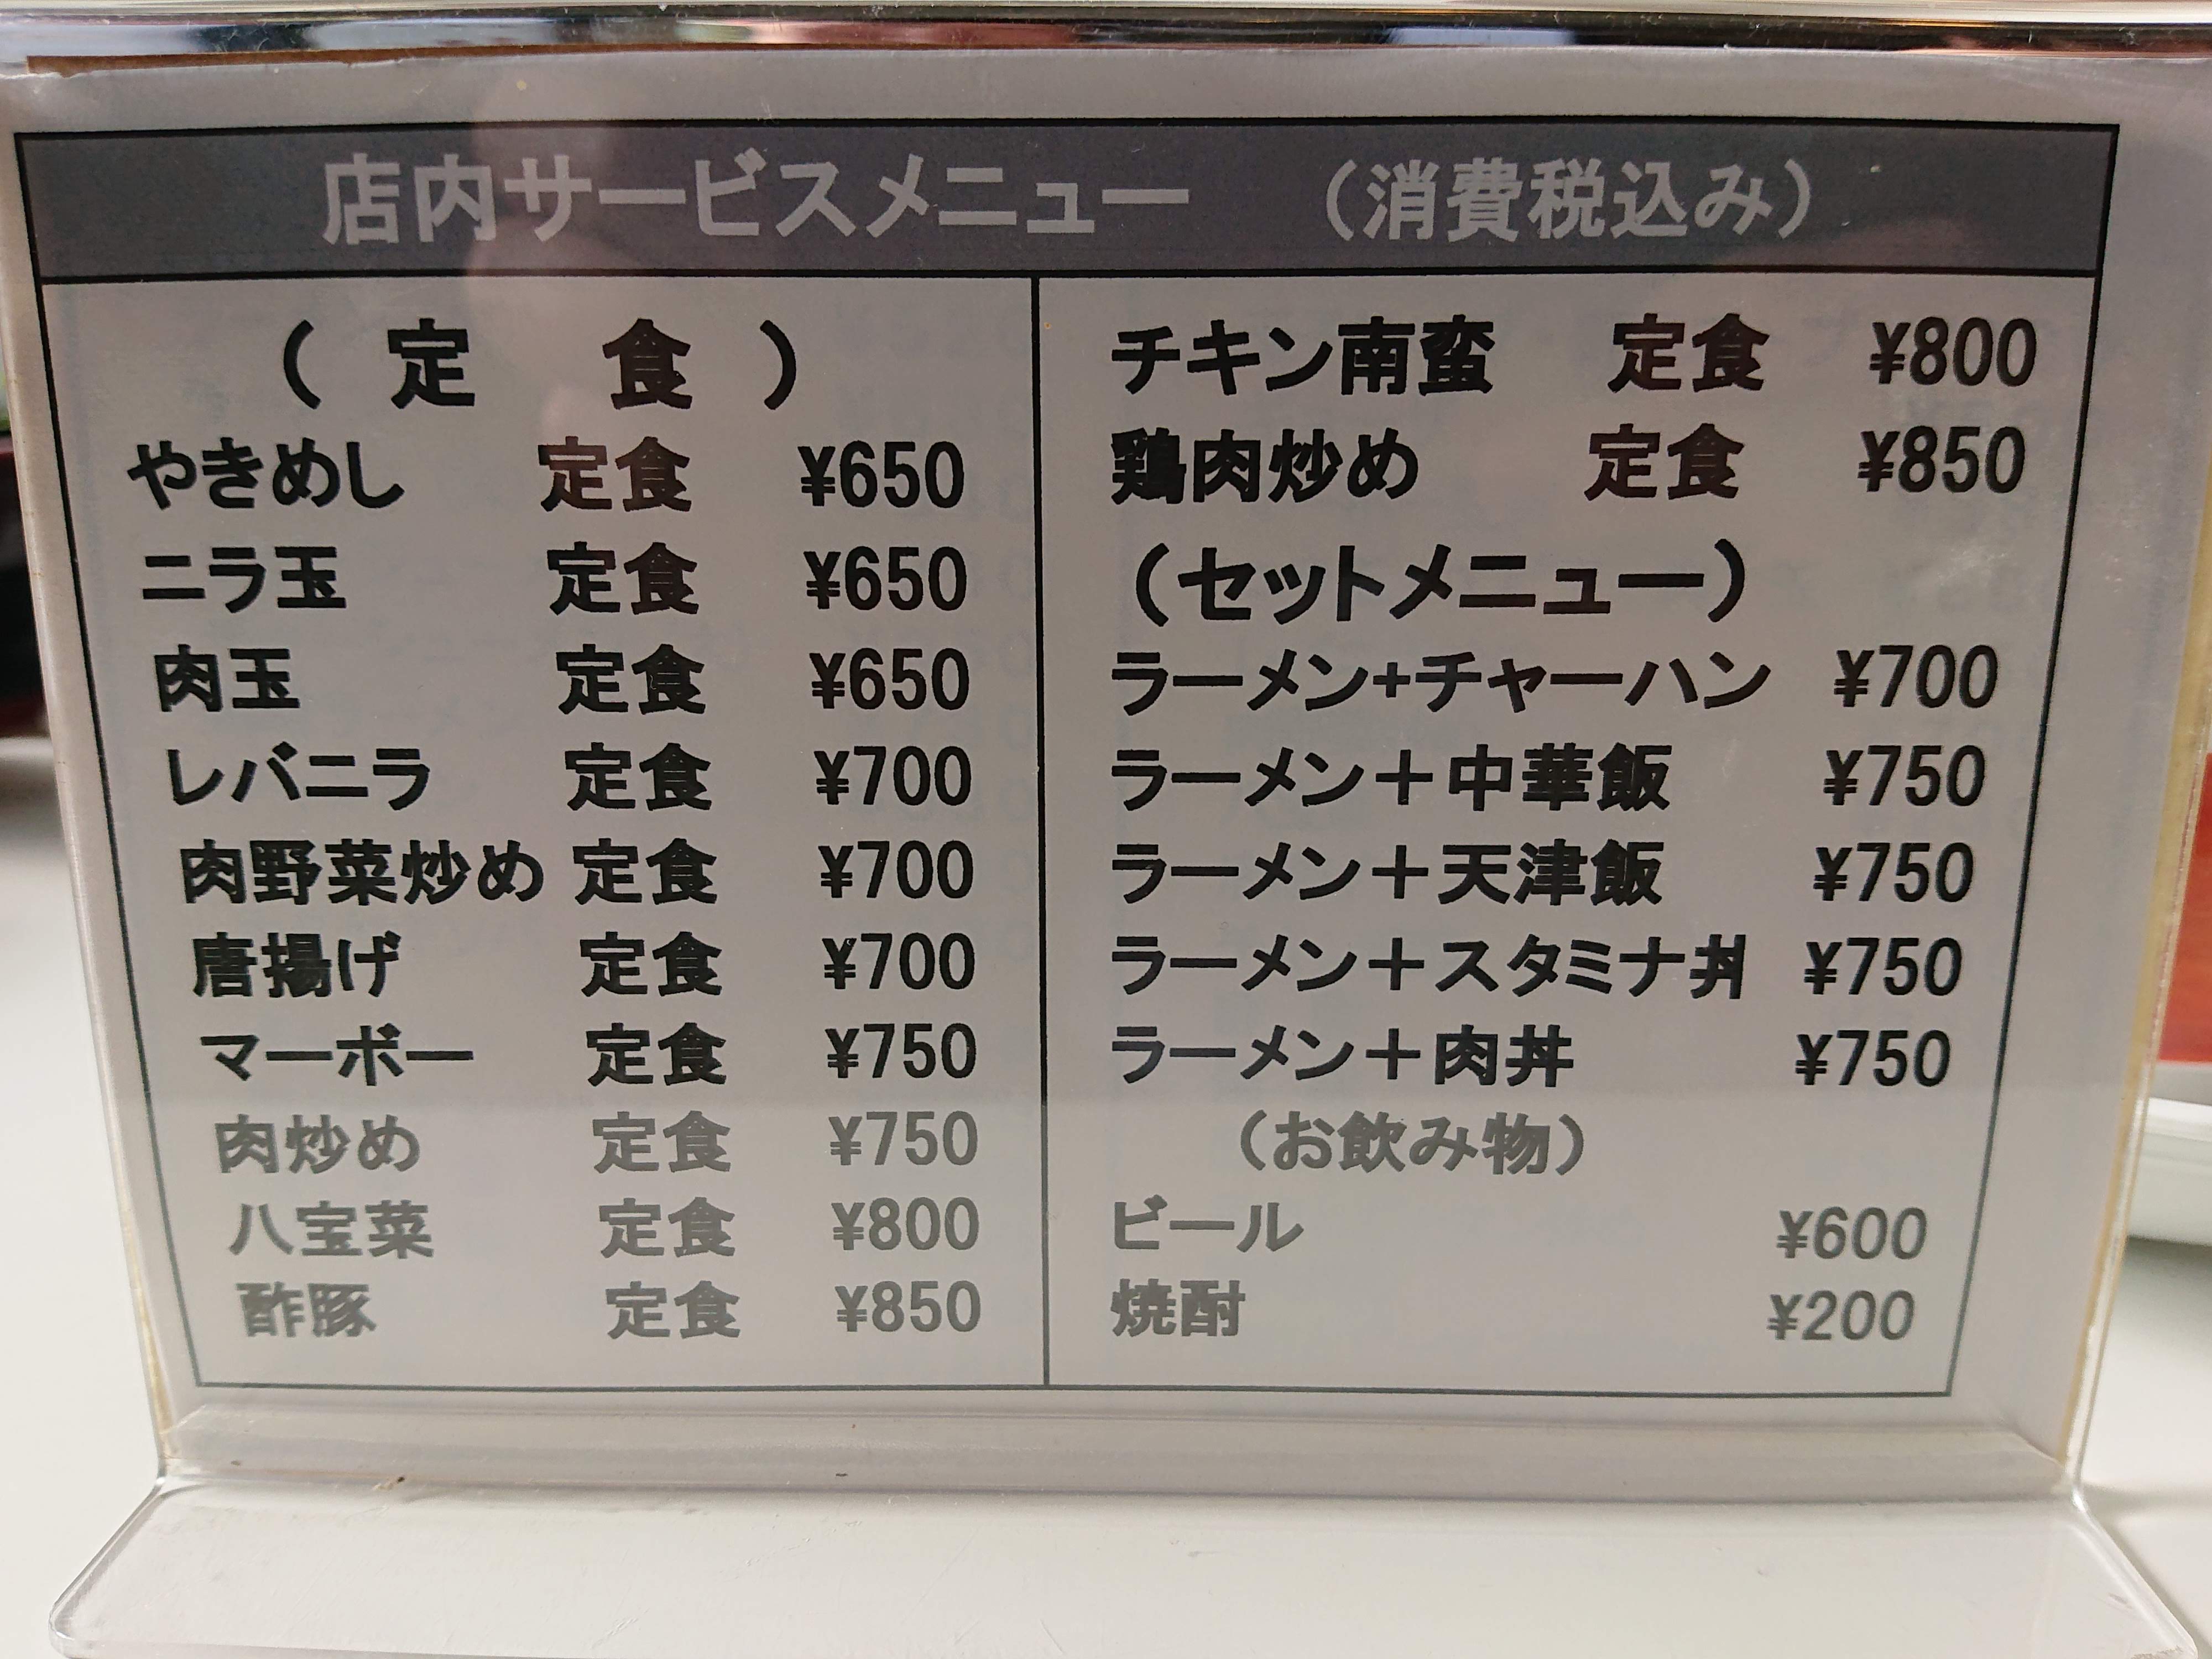 店内サービスメニュー （消費税込み）
（ 定 食 ）
やきめし 定食 ¥650
ニラ玉 定食 ¥650
肉玉 定食 ¥650
レバニラ 定食 ¥700
肉野菜炒め 定食 ¥700
唐揚げ 定食 ¥700
マーボー 定食 ¥750
肉炒め 定食 ¥750
八宝菜 定食 ¥800
酢豚 定食 ¥850
チキン南蛮 定食 ¥800
鶏肉炒め 定食 ¥850
（セットメニュー）
ラーメン+チャーハン ¥700
ラーメン＋中華飯 ¥750
ラーメン＋天津飯 ¥750
ラーメン＋スタミナ丼 ¥750
ラーメン＋肉丼 ¥750
（お飲み物）
ビール ¥600
焼酎 ¥200